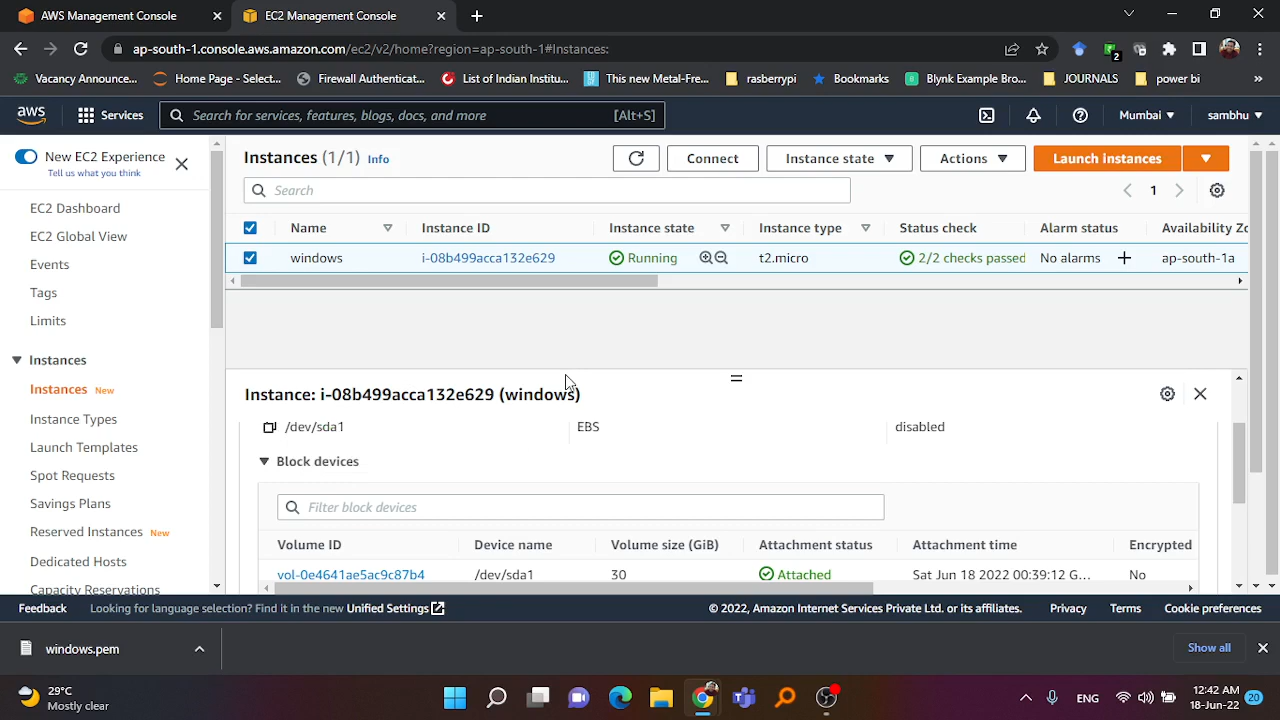 AWS Management Console
EC2 Management Console
ap-south-1.console.aws.amazon.com/ec2/v2/home?region=ap-south-1#Instances:
2
Vacancy Announce...
Home Page - Select...
Firewall Authenticat...
List of Indian Institu...
This new Metal-Fre...
rasberrypi
Bookmarks
Blynk Example Bro...
JOURNALS
power bi
»
aws
Services
Search for services, features, blogs, docs, and more
[Alt+S]
Mumbai
sambhu
New EC2 Experience
Tell us what you think
EC2 Dashboard
EC2 Global View
Events
Tags
Limits
Instances
Instances New
Instance Types
Launch Templates
Spot Requests
Savings Plans
Reserved Instances New
Dedicated Hosts
Capacity Reservations
Instances (1/1) Info
Connect
Instance state
Actions
Launch instances
Search
1
Name Instance ID Instance state Instance type Status check Alarm status Availability Zo
windows i-08b499acca132e629 Running t2.micro 2/2 checks passed No alarms + ap-south-1a
Instance: i-08b499acca132e629 (windows)
/dev/sda1 EBS disabled
Block devices
Filter block devices
Volume ID Device name Volume size (GiB) Attachment status Attachment time Encrypted
vol-0e4641ae5ac9c87b4 /dev/sda1 30 Attached Sat Jun 18 2022 00:39:12 G... No
Feedback
Looking for language selection? Find it in the new Unified Settings
© 2022, Amazon Internet Services Private Ltd. or its affiliates.
Privacy
Terms
Cookie preferences
windows.pem
Show all
29°C
Mostly clear
ENG
12:42 AM
18-Jun-22
20